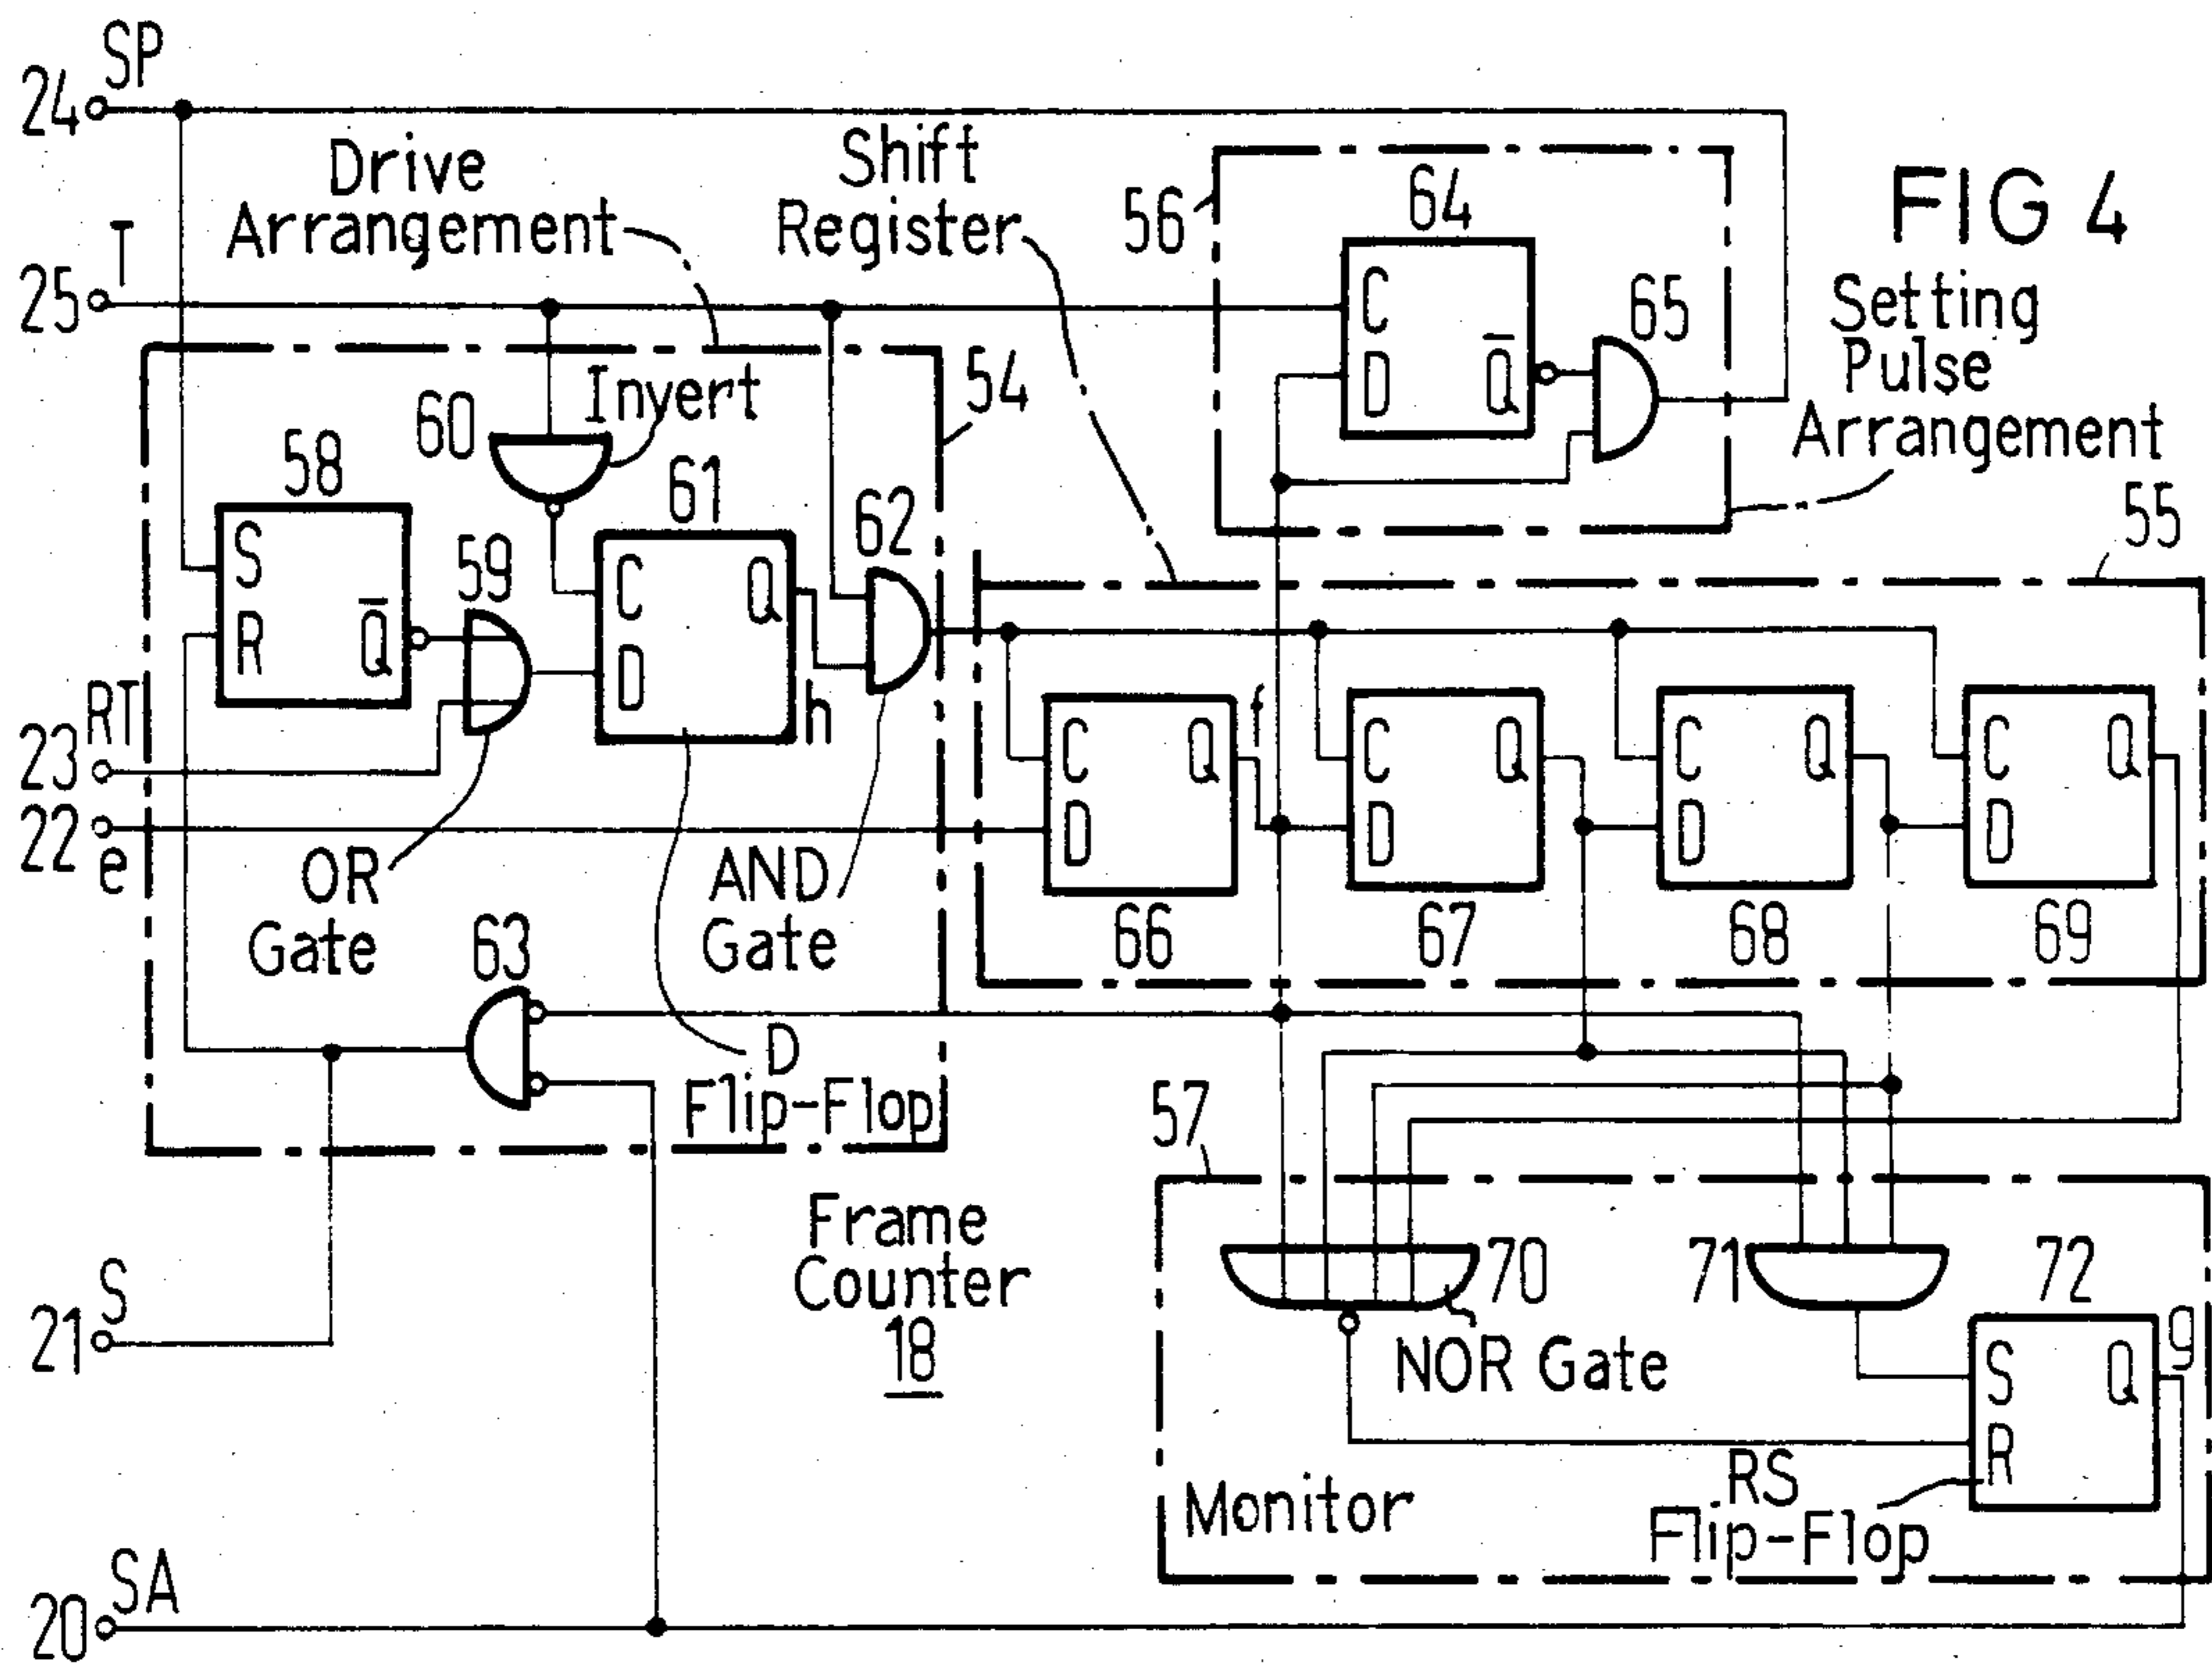 SP
24
Drive
Arrangement
Shift
Register
56
64
FIG 4
T
25
65
Setting
Pulse
Arrangement
C
D
Q
60
Invert
54
58
61
62
55
S
R
Q
59
C
D
Q
h
RT
23
22
e
f
C
D
Q
C
D
Q
C
D
Q
C
D
Q
66
67
68
69
OR
Gate
AND
Gate
63
D
Flip-Flop
57
Frame
Counter
18
70
71
72
NOR Gate
S
R
Q
g
S
21
Monitor
RS
Flip-Flop
SA
20